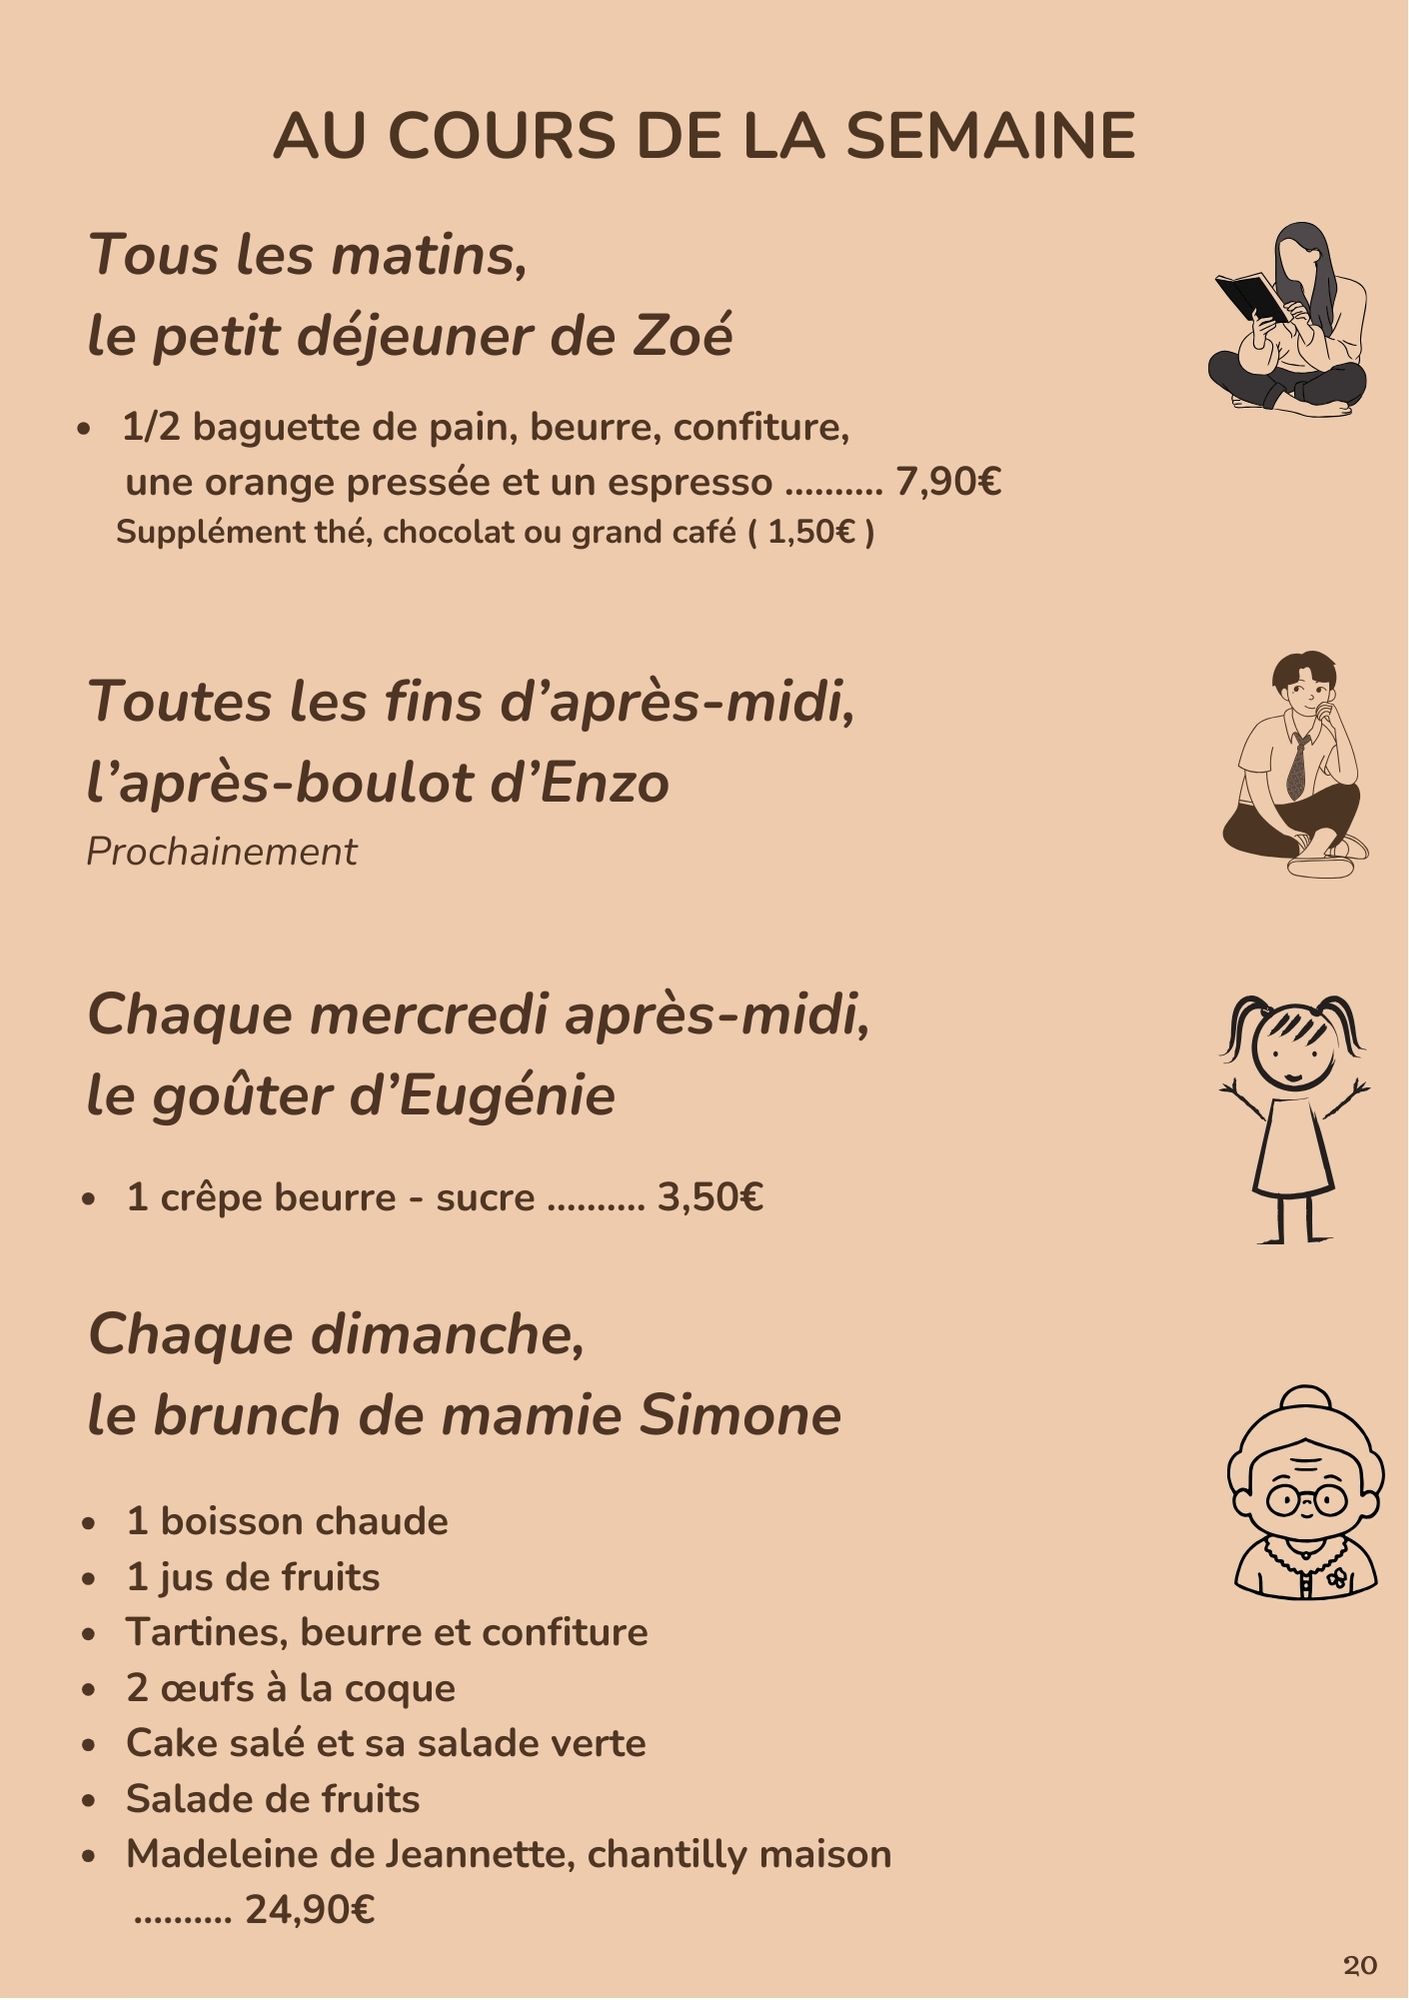 AU COURS DE LA SEMAINE
Tous les matins,
le petit déjeuner de Zoé
• 1/2 baguette de pain, beurre, confiture,
une orange pressée et un espresso .......... 7,90€
Supplément thé, chocolat ou grand café ( 1,50€ )
Toutes les fins d’après-midi,
l’après-boulot d’Enzo
Prochainement
Chaque mercredi après-midi,
le goûter d’Eugénie
• 1 crêpe beurre - sucre .......... 3,50€
Chaque dimanche,
le brunch de mamie Simone
• 1 boisson chaude
• 1 jus de fruits
• Tartines, beurre et confiture
• 2 œufs à la coque
• Cake salé et sa salade verte
• Salade de fruits
• Madeleine de Jeannette, chantilly maison
.......... 24,90€
20